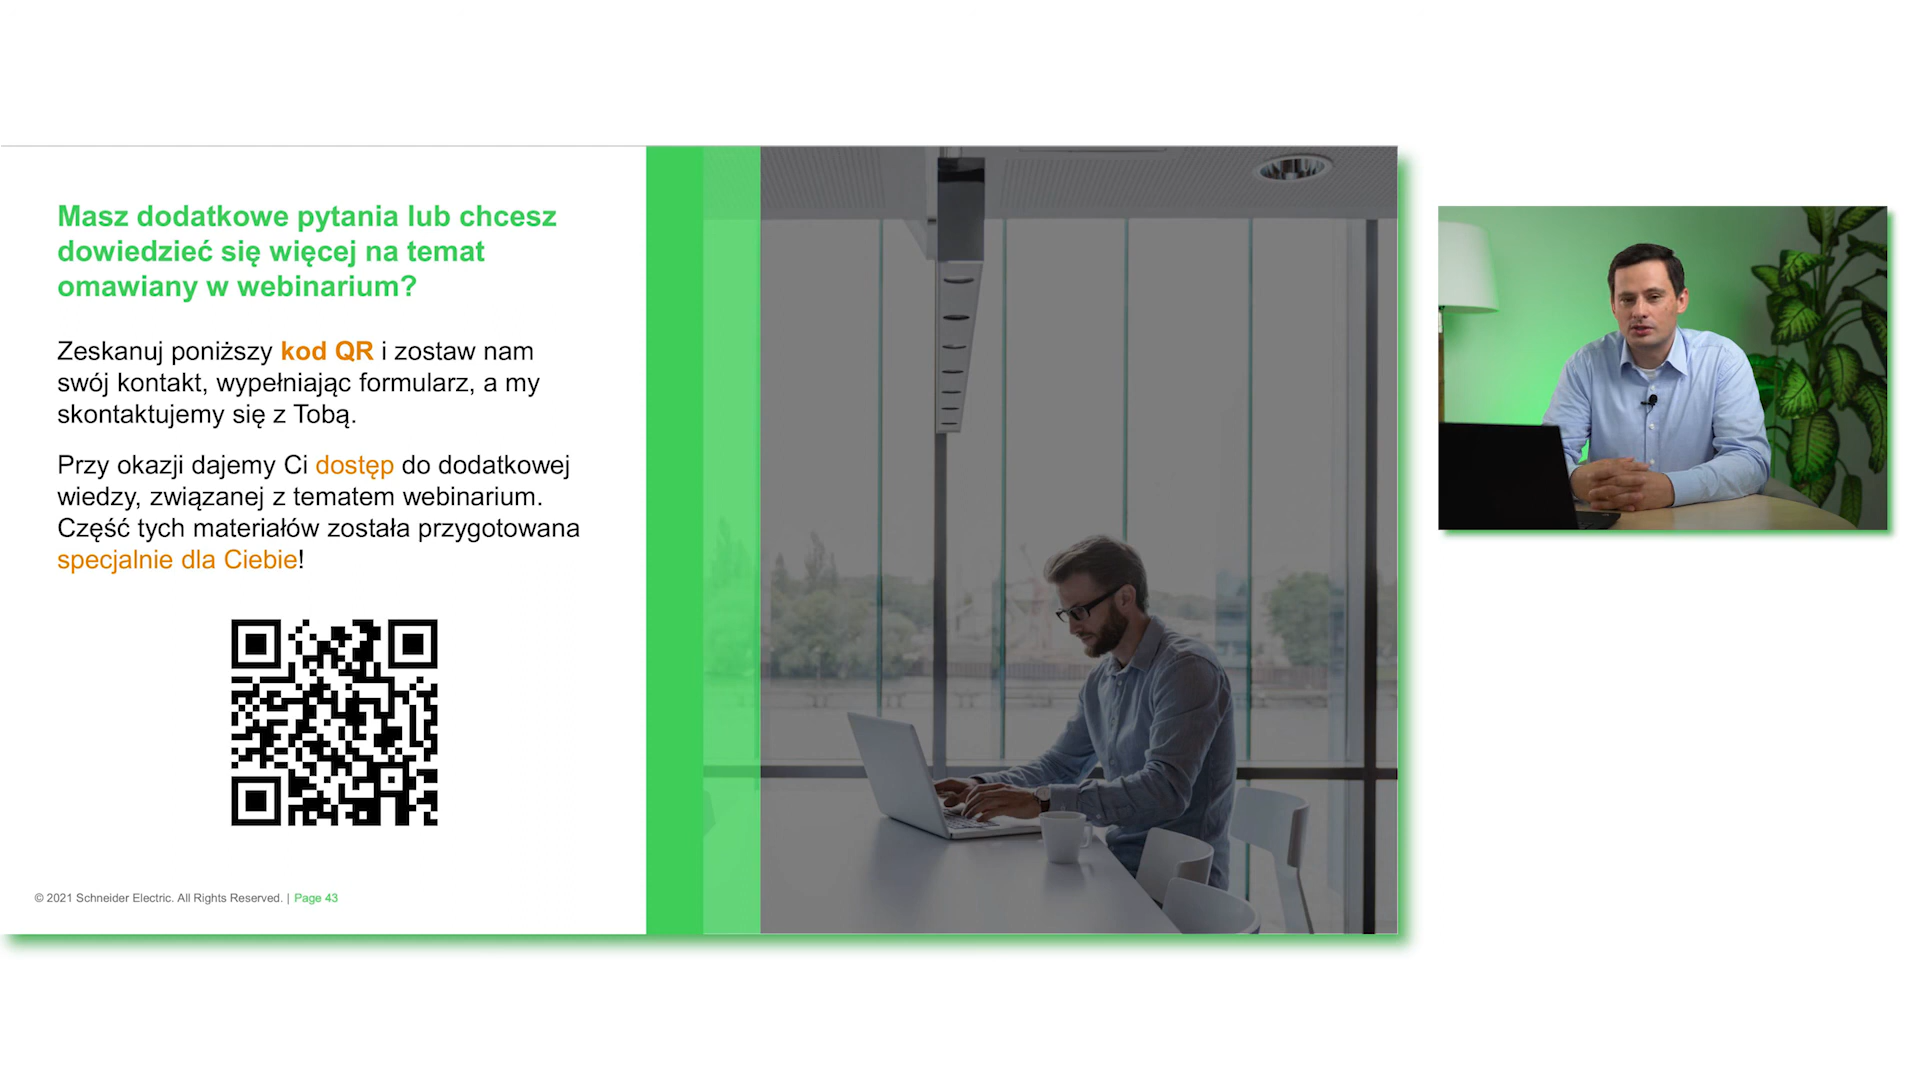 Masz dodatkowe pytania lub chcesz
dowiedzieć się więcej na temat
omawiany w webinarium?
Zeskanuj poniższy kod QR i zostaw nam
swój kontakt, wypełniając formularz, a my
skontaktujemy się z Tobą.
Przy okazji dajemy Ci dostęp do dodatkowej
wiedzy, związanej z tematem webinarium.
Część tych materiałów została przygotowana
specjalnie dla Ciebie!
© 2021 Schneider Electric. All Rights Reserved. | Page 43